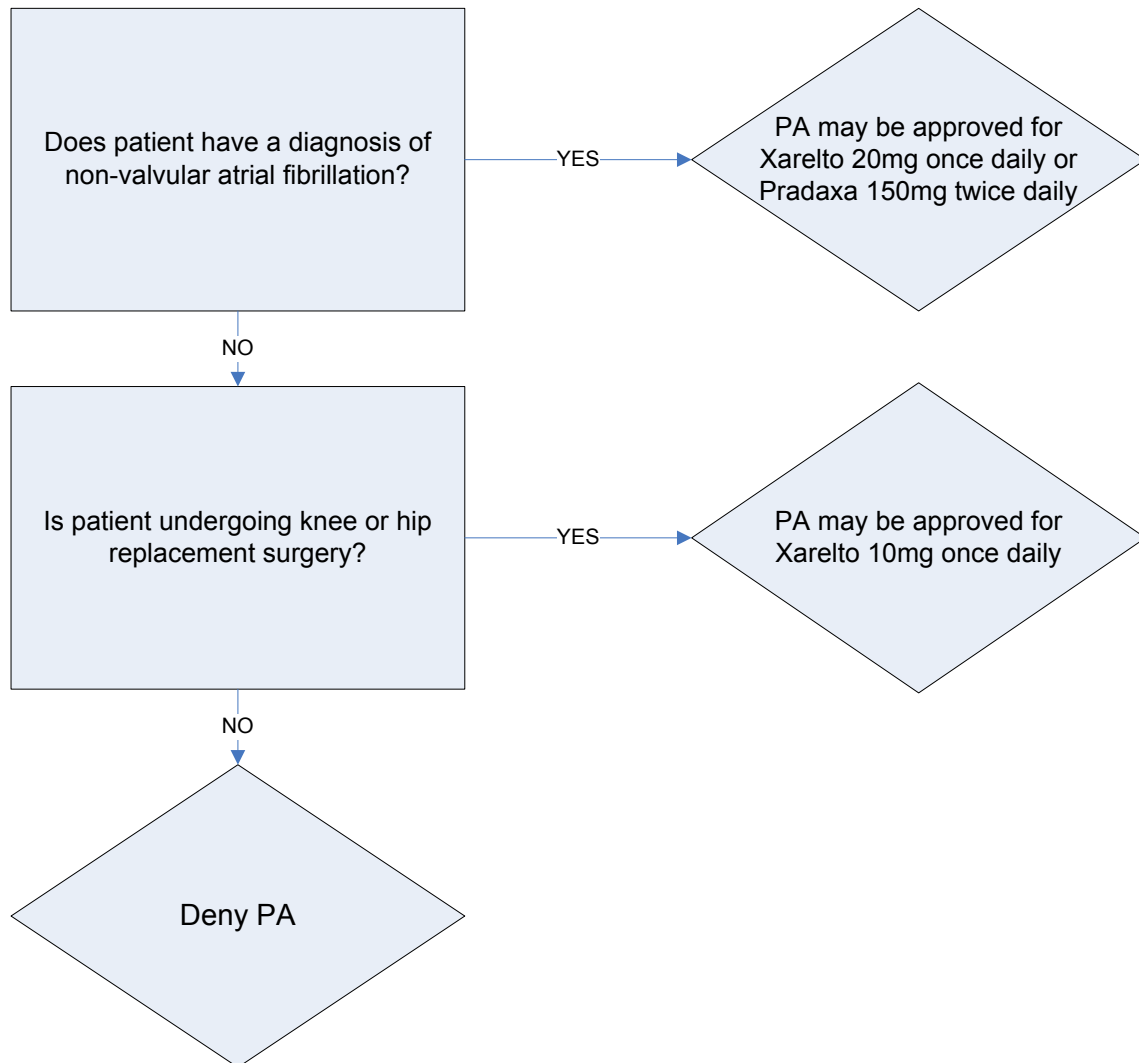 Does patient have a diagnosis of
non-valvular atrial fibrillation?
YES
PA may be approved for
Xarelto 20mg once daily or
Pradaxa 150mg twice daily
NO
Is patient undergoing knee or hip
replacement surgery?
YES
PA may be approved for
Xarelto 10mg once daily
NO
Deny PA